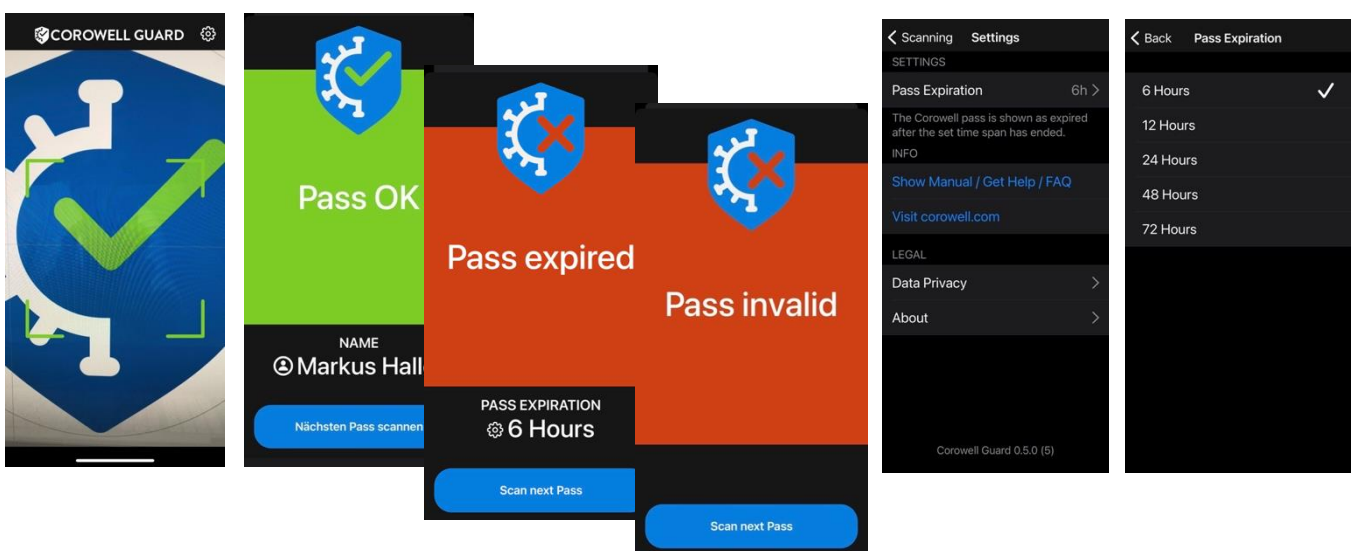 COROWELL GUARD
Pass OK
NAME
Markus Hall
Nächsten Pass scannen
Pass expired
PASS EXPIRATION
6 Hours
Scan next Pass
Pass invalid
Scan next Pass
Scanning Settings
SETTINGS
Pass Expiration 6h
The Corowell pass is shown as expired
after the set time span has ended.
INFO
Show Manual / Get Help / FAQ
Visit corowell.com
LEGAL
Data Privacy
About
Corowell Guard 0.5.0 (5)
Back Pass Expiration
6 Hours
12 Hours
24 Hours
48 Hours
72 Hours